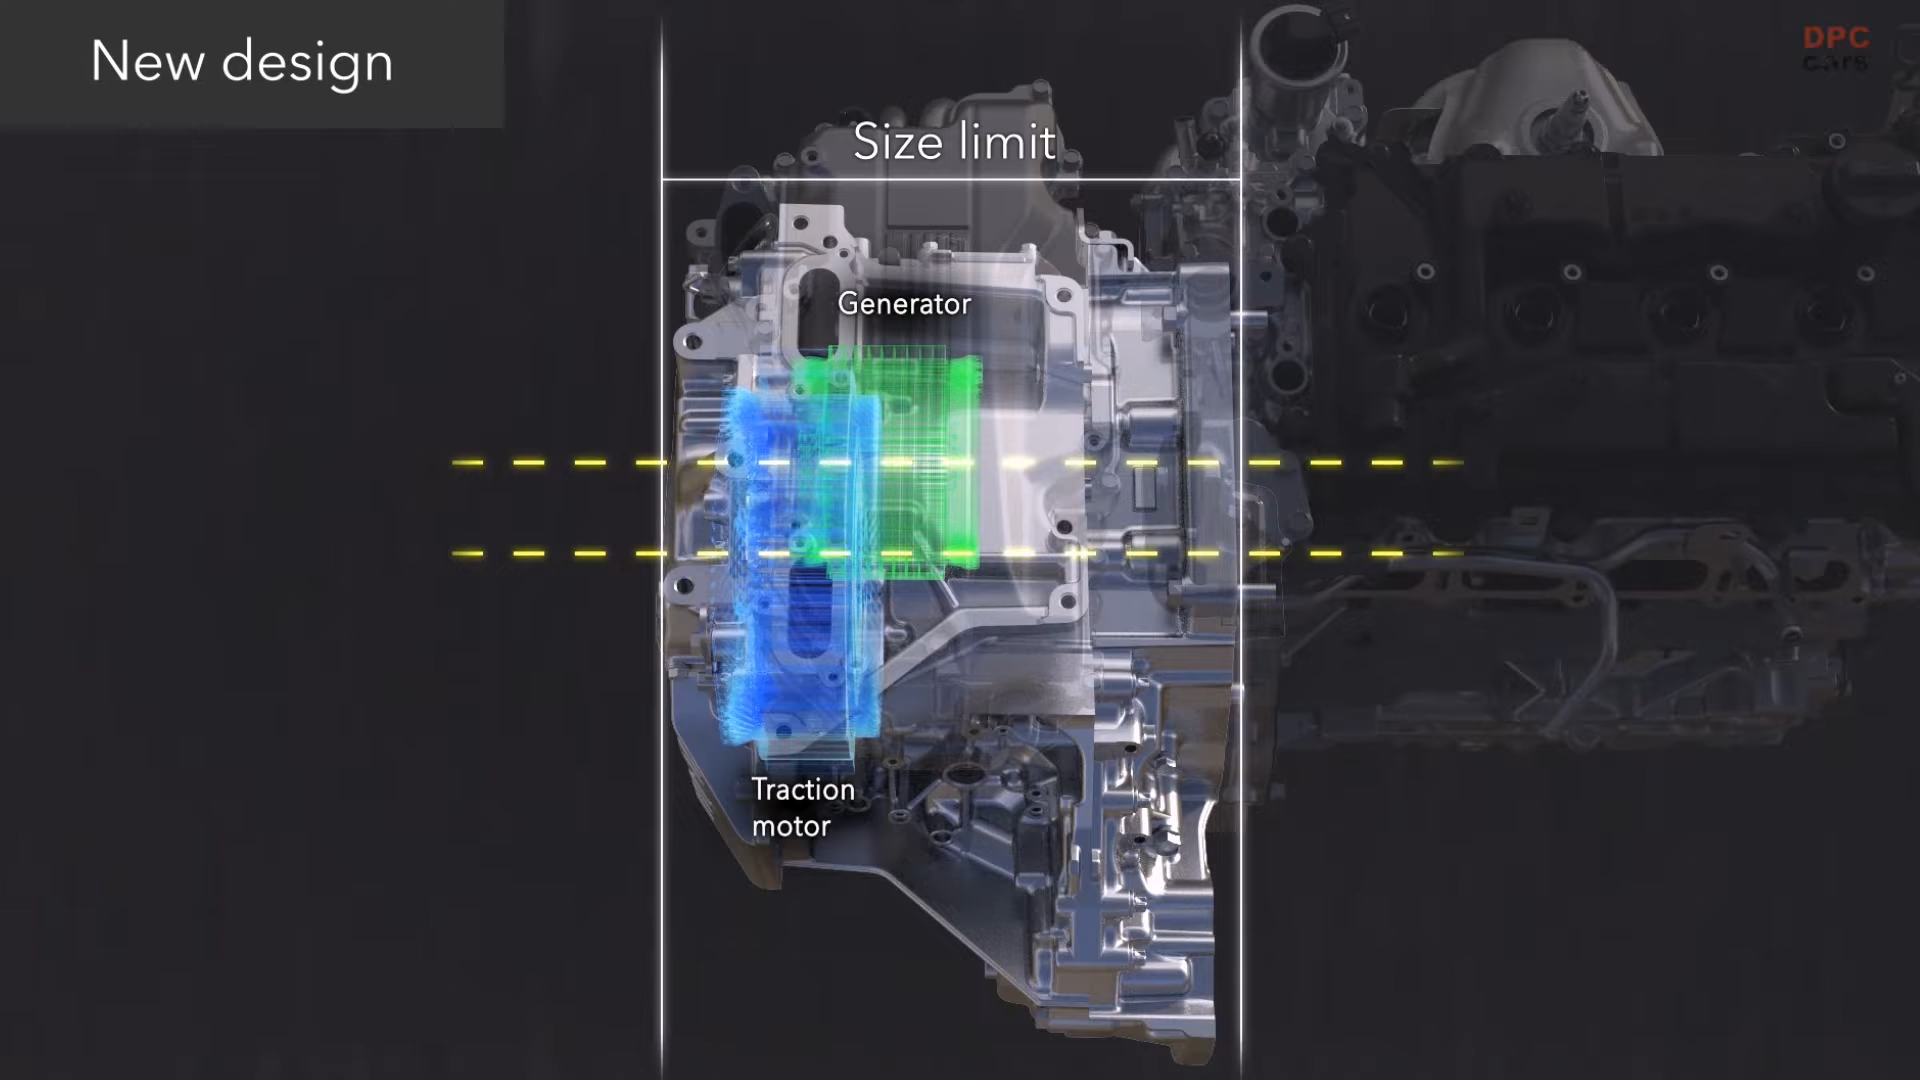 New design
DPC
cars
Size limit
Generator
Traction
motor